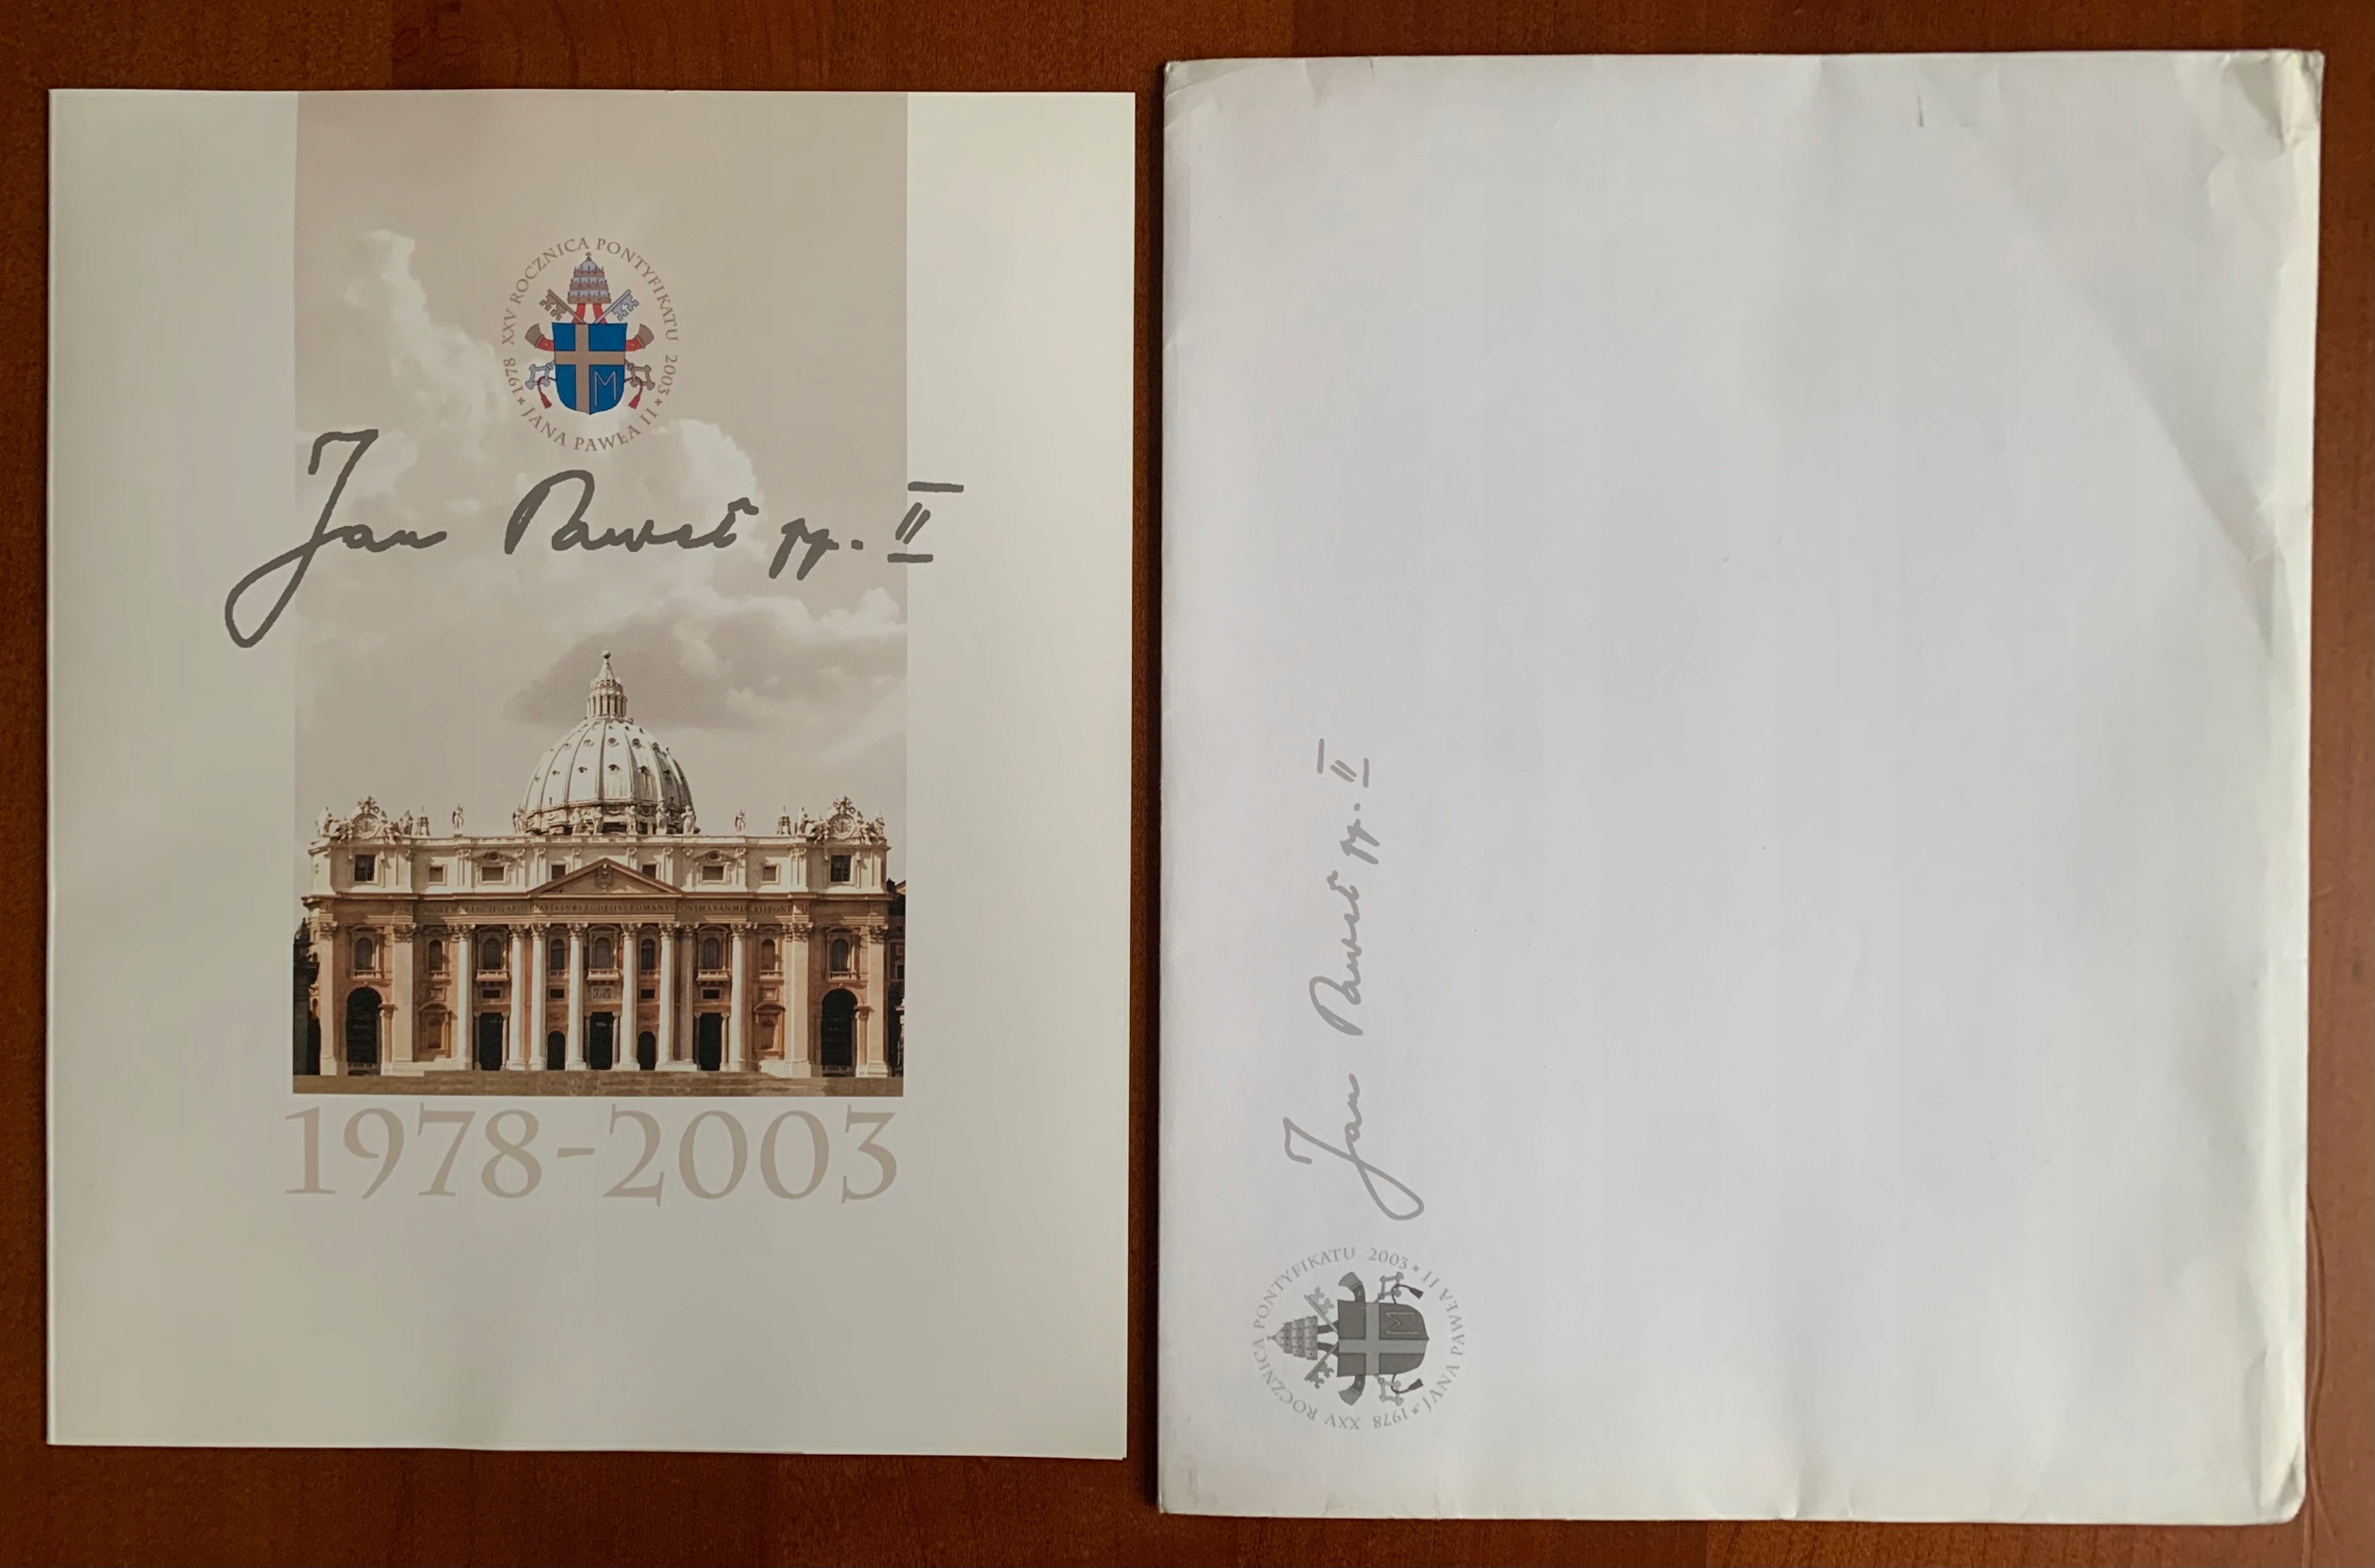 XXV ROCZNICA PONTYFIKATU
1978 * JANA PAWŁA II * 2003
Jan Paweł pp. II
1978-2003
Jan Paweł pp. II
XXV ROCZNICA PONTYFIKATU
1978 * JANA PAWŁA II * 2003